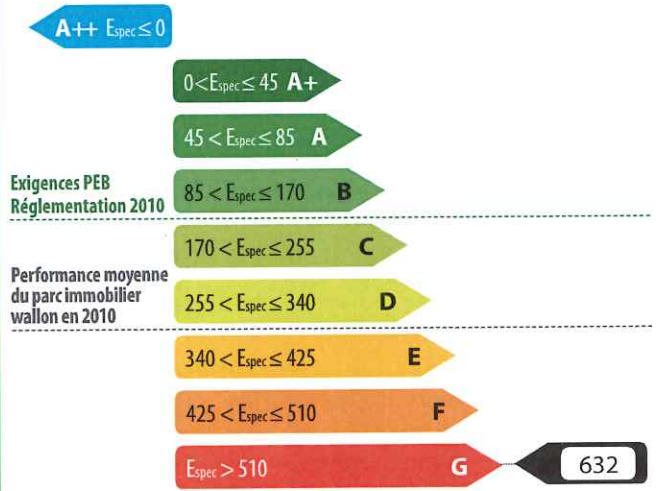 A++ Espec ≤ 0
0 < Espec ≤ 45 A+
45 < Espec ≤ 85 A
Exigences PEB
Réglementation 2010
85 < Espec ≤ 170 B
170 < Espec ≤ 255 C
Performance moyenne
du parc immobilier
wallon en 2010
255 < Espec ≤ 340 D
340 < Espec ≤ 425 E
425 < Espec ≤ 510 F
Espec > 510 G 632